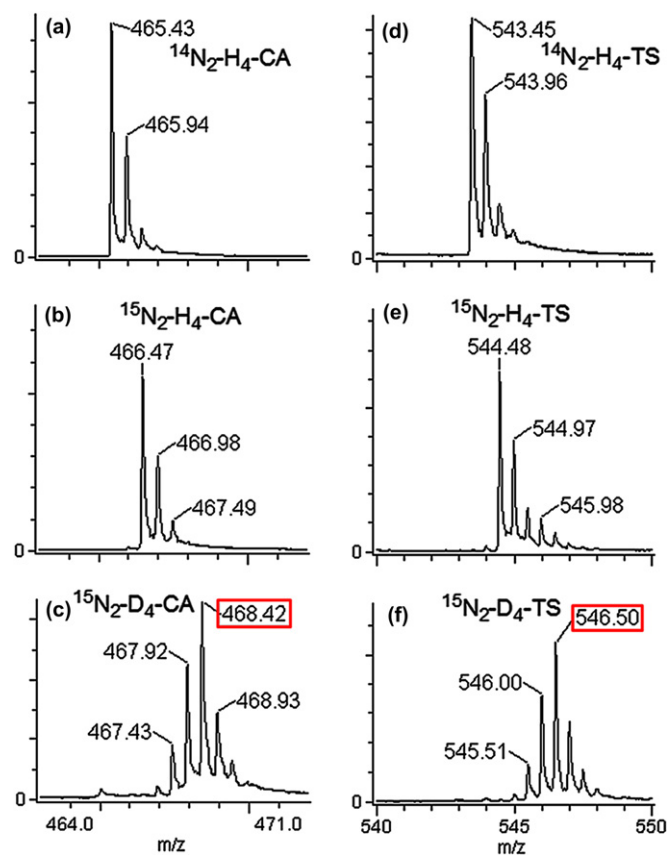 (a)
465.43
¹⁴N₂-H₄-CA
465.94
0
(b)
¹⁵N₂-H₄-CA
466.47
466.98
467.49
0
(c)
¹⁵N₂-D₄-CA
468.42
467.92
468.93
467.43
0
464.0
471.0
m/z
(d)
543.45
¹⁴N₂-H₄-TS
543.96
0
540
545
550
(e)
¹⁵N₂-H₄-TS
544.48
544.97
545.98
0
(f)
¹⁵N₂-D₄-TS
546.50
546.00
545.51
0
540
545
550
m/z